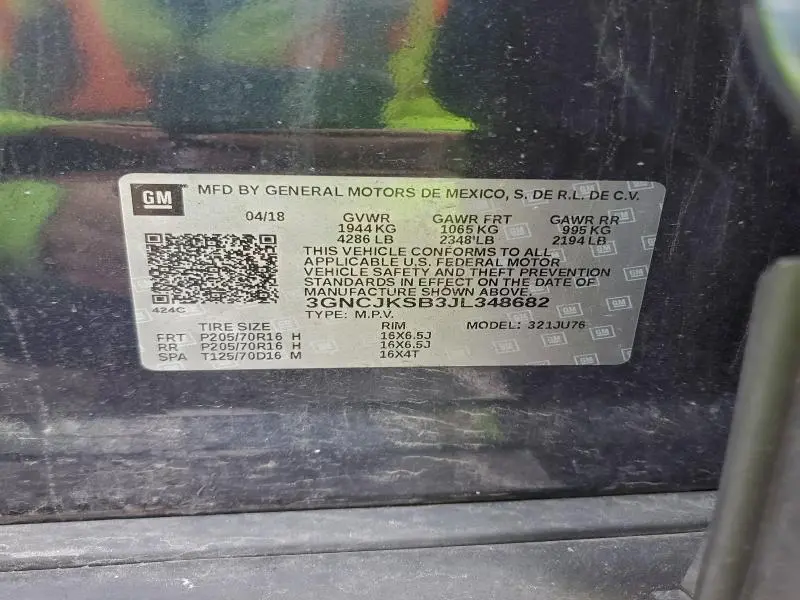 GM MFD BY GENERAL MOTORS DE MEXICO, S. DE R.L. DE C.V.
04/18 GVWR GAWR FRT GAWR RR
1944 KG 1065 KG 995 KG
4286 LB 2348 LB 2194 LB
THIS VEHICLE CONFORMS TO ALL
APPLICABLE U.S. FEDERAL MOTOR
VEHICLE SAFETY AND THEFT PREVENTION
STANDARDS IN EFFECT ON THE DATE OF
MANUFACTURE SHOWN ABOVE.
3GNCJKSB3JL348682
424C
TYPE: M.P.V.
TIRE SIZE RIM MODEL: 321JU76
FRT P205/70R16 H 16X6.5J
RR P205/70R16 H 16X6.5J
SPA T125/70D16 M 16X4T